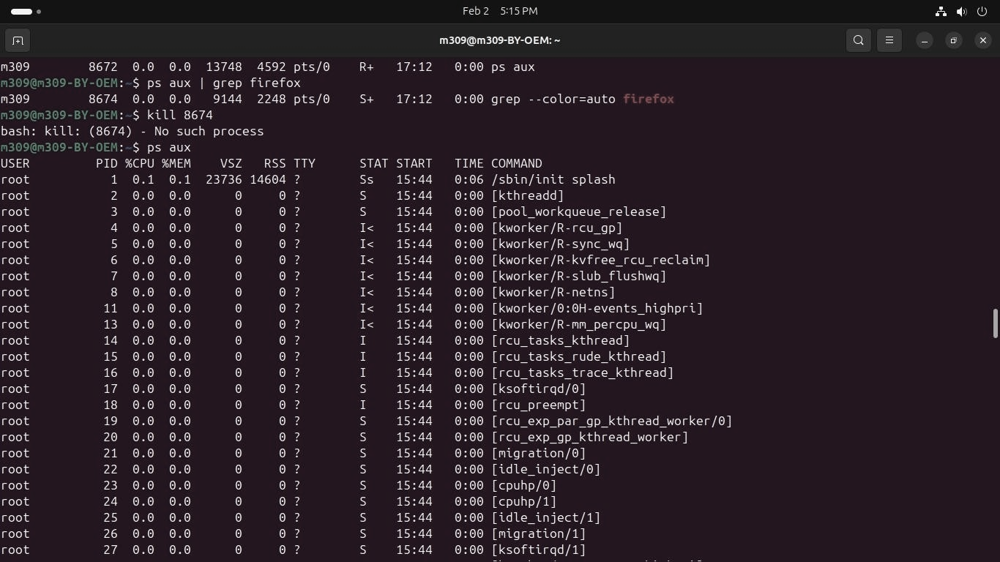 Feb 2 5:15 PM
m309@m309-BY-OEM: ~
m309 8672 0.0 0.0 13748 4592 pts/0 R+ 17:12 0:00 ps aux
m309@m309-BY-OEM:~$ ps aux | grep firefox
m309 8674 0.0 0.0 9144 2248 pts/0 S+ 17:12 0:00 grep --color=auto firefox
m309@m309-BY-OEM:~$ kill 8674
bash: kill: (8674) - No such process
m309@m309-BY-OEM:~$ ps aux
USER PID %CPU %MEM VSZ RSS TTY STAT START TIME COMMAND
root 1 0.1 0.1 23736 14604 ? Ss 15:44 0:06 /sbin/init splash
root 2 0.0 0.0 0 0 ? S 15:44 0:00 [kthreadd]
root 3 0.0 0.0 0 0 ? S 15:44 0:00 [pool_workqueue_release]
root 4 0.0 0.0 0 0 ? I< 15:44 0:00 [kworker/R-rcu_gp]
root 5 0.0 0.0 0 0 ? I< 15:44 0:00 [kworker/R-sync_wq]
root 6 0.0 0.0 0 0 ? I< 15:44 0:00 [kworker/R-kvfree_rcu_reclaim]
root 7 0.0 0.0 0 0 ? I< 15:44 0:00 [kworker/R-slub_flushwq]
root 8 0.0 0.0 0 0 ? I< 15:44 0:00 [kworker/R-netns]
root 11 0.0 0.0 0 0 ? I< 15:44 0:00 [kworker/0:0H-events_highpri]
root 13 0.0 0.0 0 0 ? I< 15:44 0:00 [kworker/R-mm_percpu_wq]
root 14 0.0 0.0 0 0 ? I 15:44 0:00 [rcu_tasks_kthread]
root 15 0.0 0.0 0 0 ? I 15:44 0:00 [rcu_tasks_rude_kthread]
root 16 0.0 0.0 0 0 ? I 15:44 0:00 [rcu_tasks_trace_kthread]
root 17 0.0 0.0 0 0 ? S 15:44 0:00 [ksoftirqd/0]
root 18 0.0 0.0 0 0 ? I 15:44 0:00 [rcu_preempt]
root 19 0.0 0.0 0 0 ? S 15:44 0:00 [rcu_exp_par_gp_kthread_worker/0]
root 20 0.0 0.0 0 0 ? S 15:44 0:00 [rcu_exp_gp_kthread_worker]
root 21 0.0 0.0 0 0 ? S 15:44 0:00 [migration/0]
root 22 0.0 0.0 0 0 ? S 15:44 0:00 [idle_inject/0]
root 23 0.0 0.0 0 0 ? S 15:44 0:00 [cpuhp/0]
root 24 0.0 0.0 0 0 ? S 15:44 0:00 [cpuhp/1]
root 25 0.0 0.0 0 0 ? S 15:44 0:00 [idle_inject/1]
root 26 0.0 0.0 0 0 ? S 15:44 0:00 [migration/1]
root 27 0.0 0.0 0 0 ? S 15:44 0:00 [ksoftirqd/1]